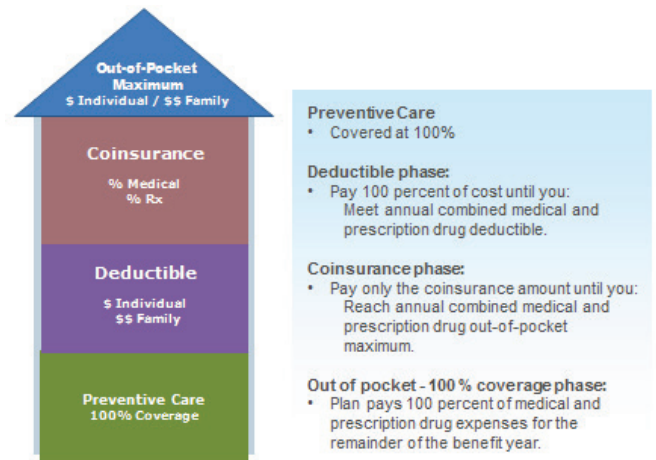 Out-of-Pocket
Maximum
$ Individual / $$ Family
Coinsurance
% Medical
% Rx
Deductible
$ Individual
$$ Family
Preventive Care
100% Coverage
Preventive Care
• Covered at 100%
Deductible phase:
• Pay 100 percent of cost until you:
Meet annual combined medical and
prescription drug deductible.
Coinsurance phase:
• Pay only the coinsurance amount until you:
Reach annual combined medical and
prescription drug out-of-pocket
maximum.
Out of pocket - 100 % coverage phase:
• Plan pays 100 percent of medical and
prescription drug expenses for the
remainder of the benefit year.